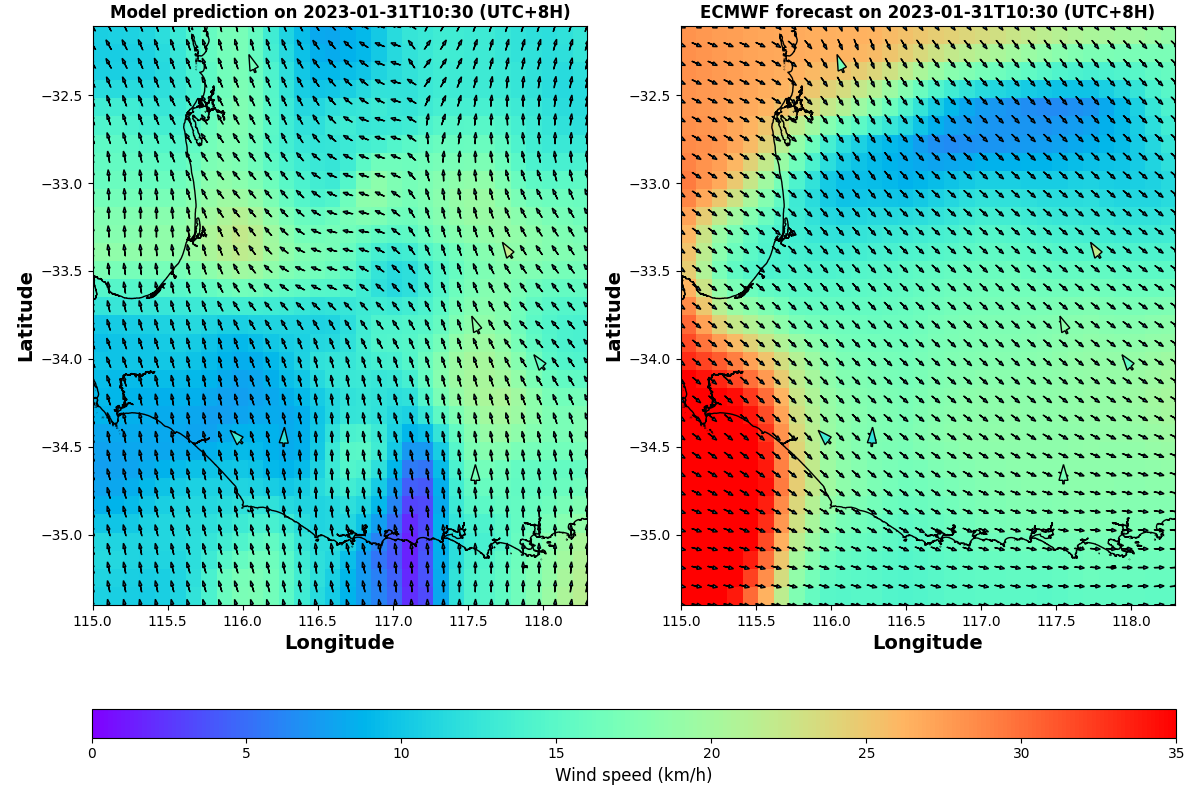 Model prediction on 2023-01-31T10:30 (UTC+8H)
ECMWF forecast on 2023-01-31T10:30 (UTC+8H)
−32.5
−33.0
−33.5
−34.0
−34.5
−35.0
Latitude
−32.5
−33.0
−33.5
−34.0
−34.5
−35.0
Latitude
115.0 115.5 116.0 116.5 117.0 117.5 118.0
115.0 115.5 116.0 116.5 117.0 117.5 118.0
Longitude
Longitude
0 5 10 15 20 25 30 35
Wind speed (km/h)